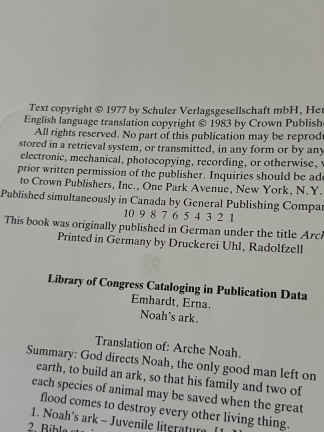 Text copyright © 1977 by Schuler Verlagsgesellschaft mbH,
English language translation copyright © 1983 by Crown
All rights reserved. No part of this publication may be
stored in a retrieval system, or transmitted, in any form or by any
electronic, mechanical, photocopying, recording, or otherwise,
prior written permission of the publisher. Inquiries should be
to Crown Publishers, Inc., One Park Avenue, New York, N.Y.
Published simultaneously in Canada by General Publishing
10 9 8 7 6 5 4 3 2 1
This book was originally published in German under the title
Printed in Germany by Druckerei Uhl, Radolfzell
Library of Congress Cataloging in Publication Data
Emhardt, Erna.
Noah's ark.
Translation of: Arche Noah.
Summary: God directs Noah, the only good man left on
earth, to build an ark, so that his family and two of
each species of animal may be saved when the great
flood comes to destroy every other living thing.
1. Noah's ark – Juvenile literature. [1.
2.